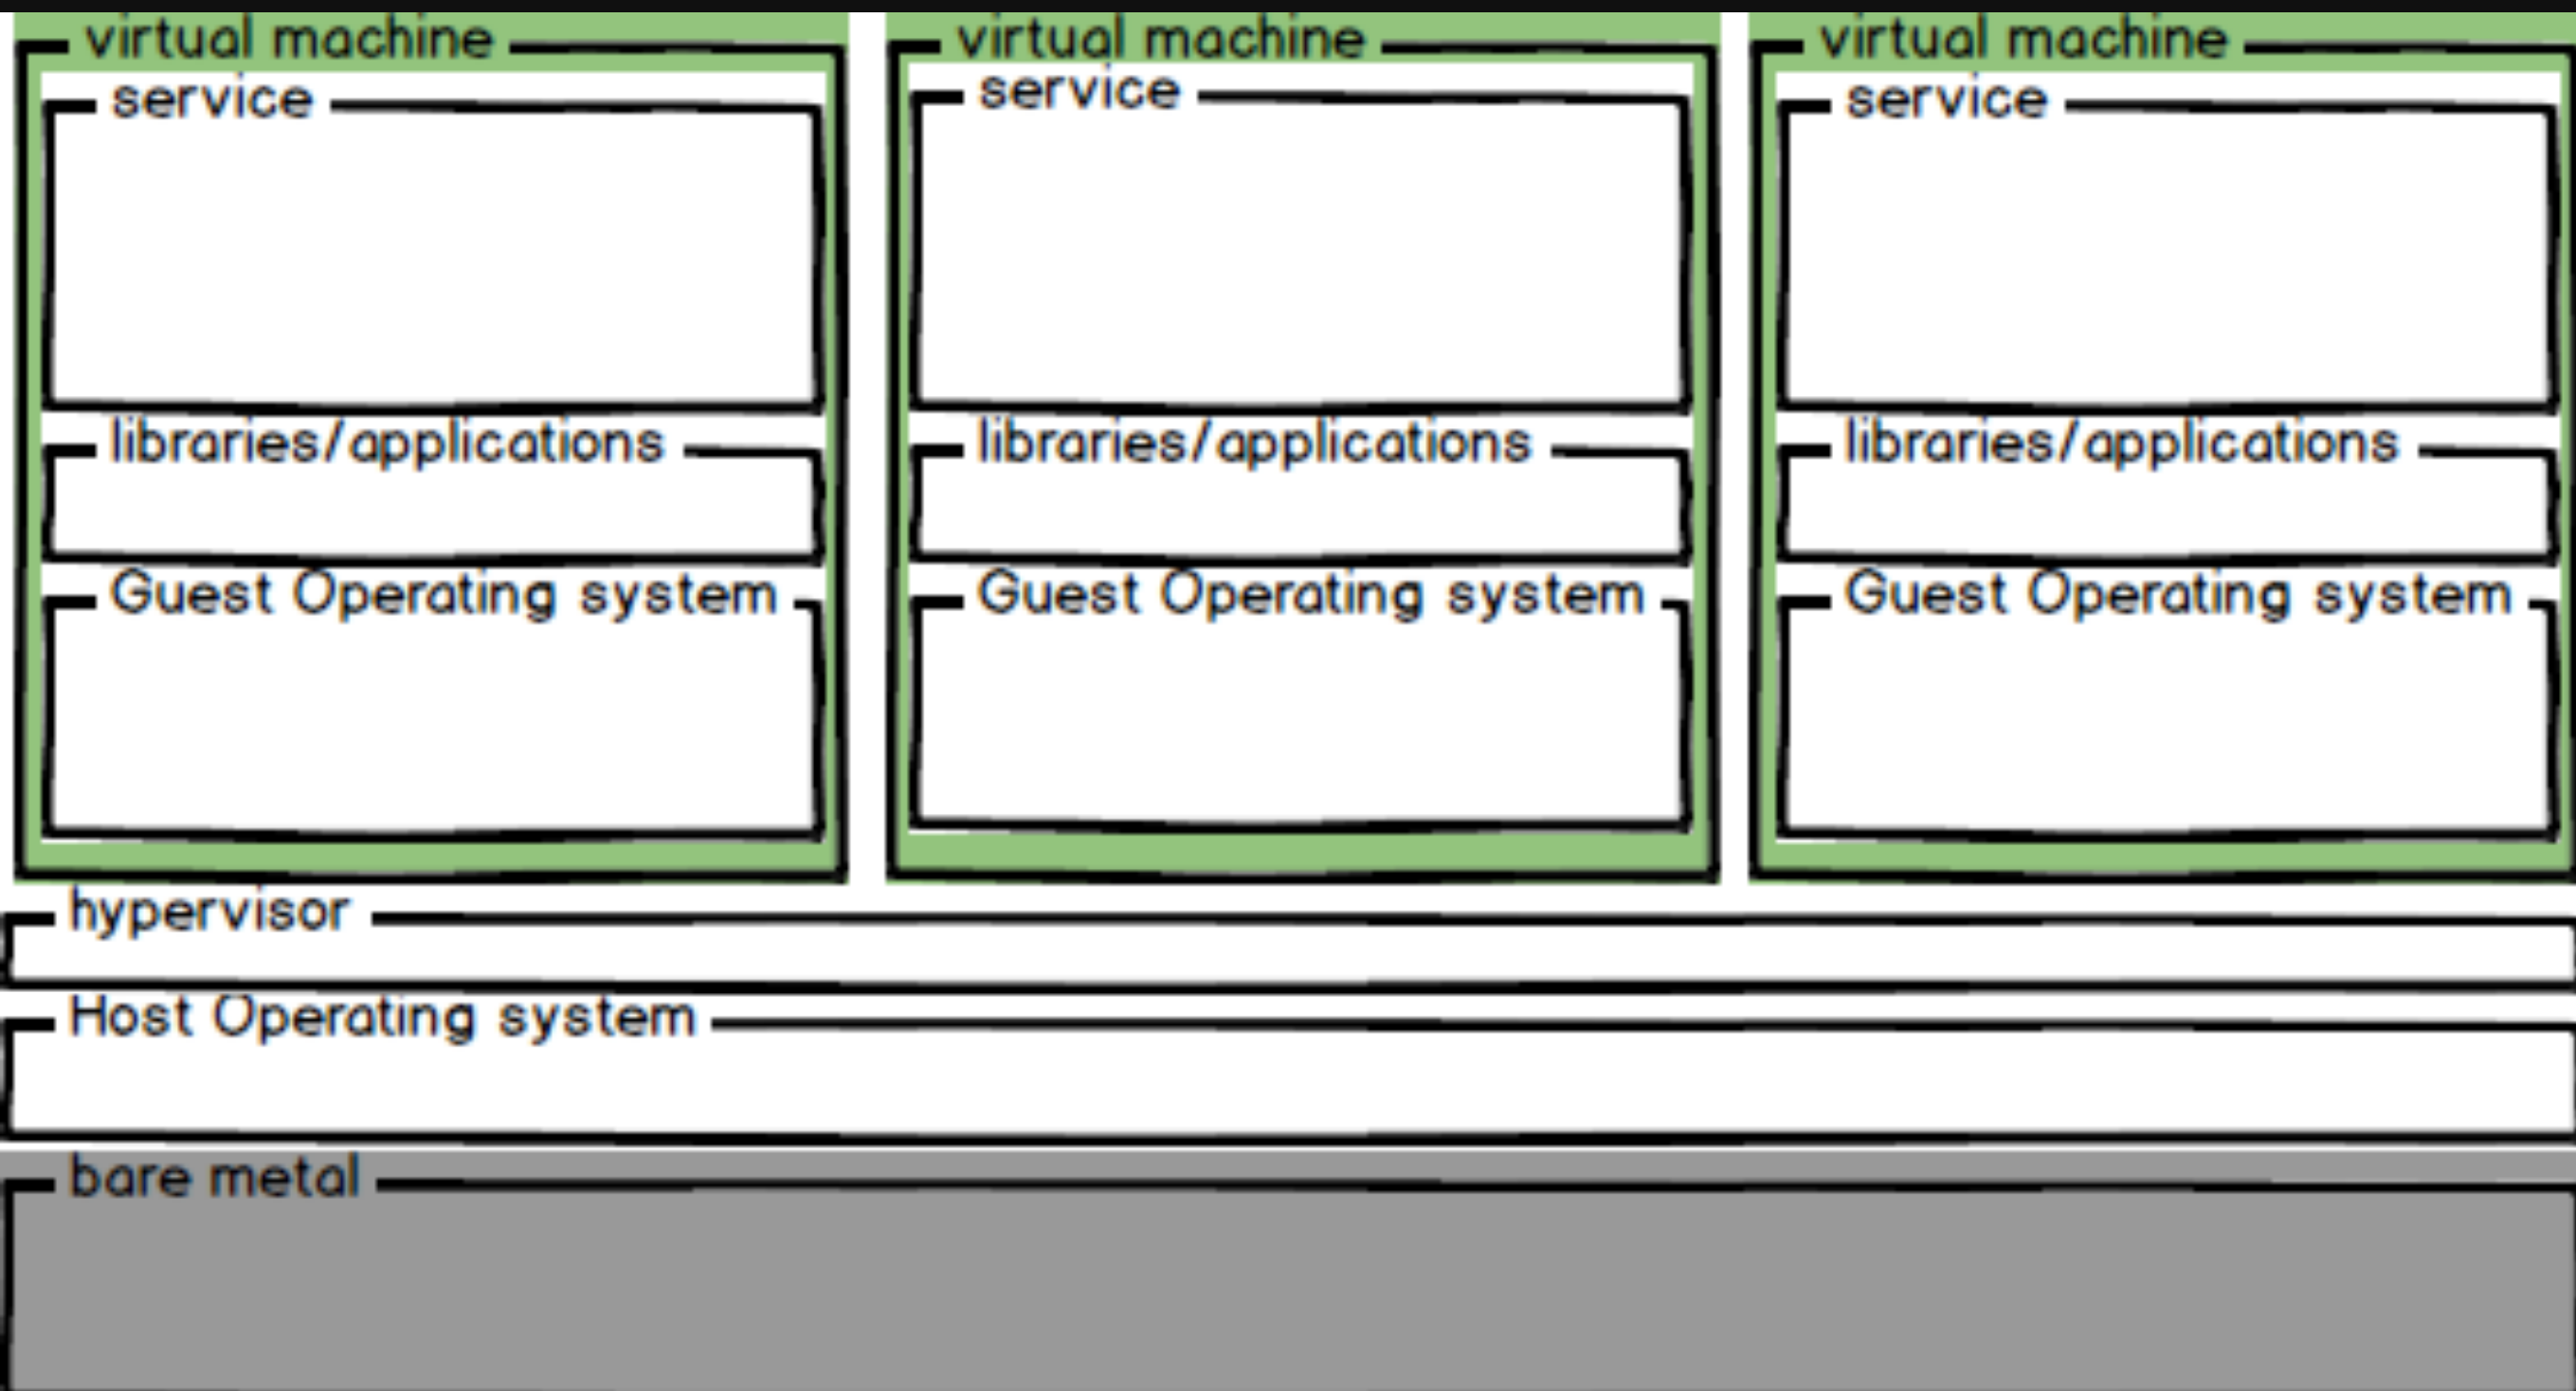 virtual machine
service
libraries/applications
Guest Operating system
virtual machine
service
libraries/applications
Guest Operating system
virtual machine
service
libraries/applications
Guest Operating system
hypervisor
Host Operating system
bare metal